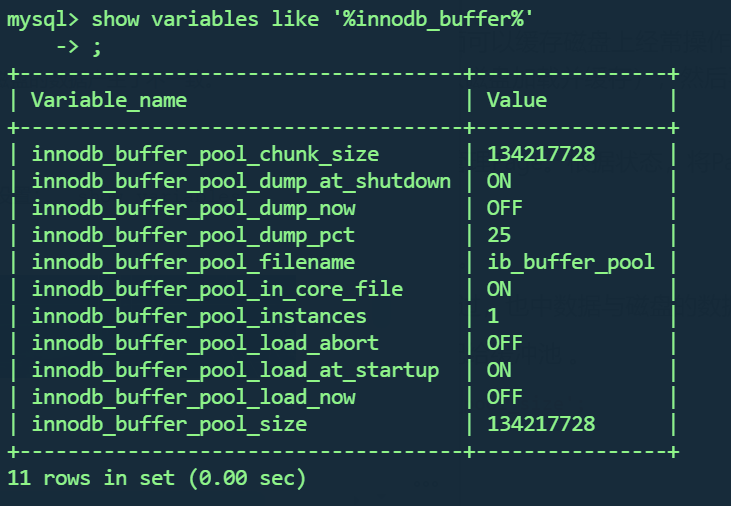 mysql> show variables like '%innodb_buffer%'
    -> ;
+-------------------------------------+----------------+
| Variable_name                       | Value          |
+-------------------------------------+----------------+
| innodb_buffer_pool_chunk_size       | 134217728      |
| innodb_buffer_pool_dump_at_shutdown | ON             |
| innodb_buffer_pool_dump_now         | OFF            |
| innodb_buffer_pool_dump_pct         | 25             |
| innodb_buffer_pool_filename         | ib_buffer_pool |
| innodb_buffer_pool_in_core_file     | ON             |
| innodb_buffer_pool_instances        | 1              |
| innodb_buffer_pool_load_abort       | OFF            |
| innodb_buffer_pool_load_at_startup  | ON             |
| innodb_buffer_pool_load_now         | OFF            |
| innodb_buffer_pool_size             | 134217728      |
+-------------------------------------+----------------+
11 rows in set (0.00 sec)